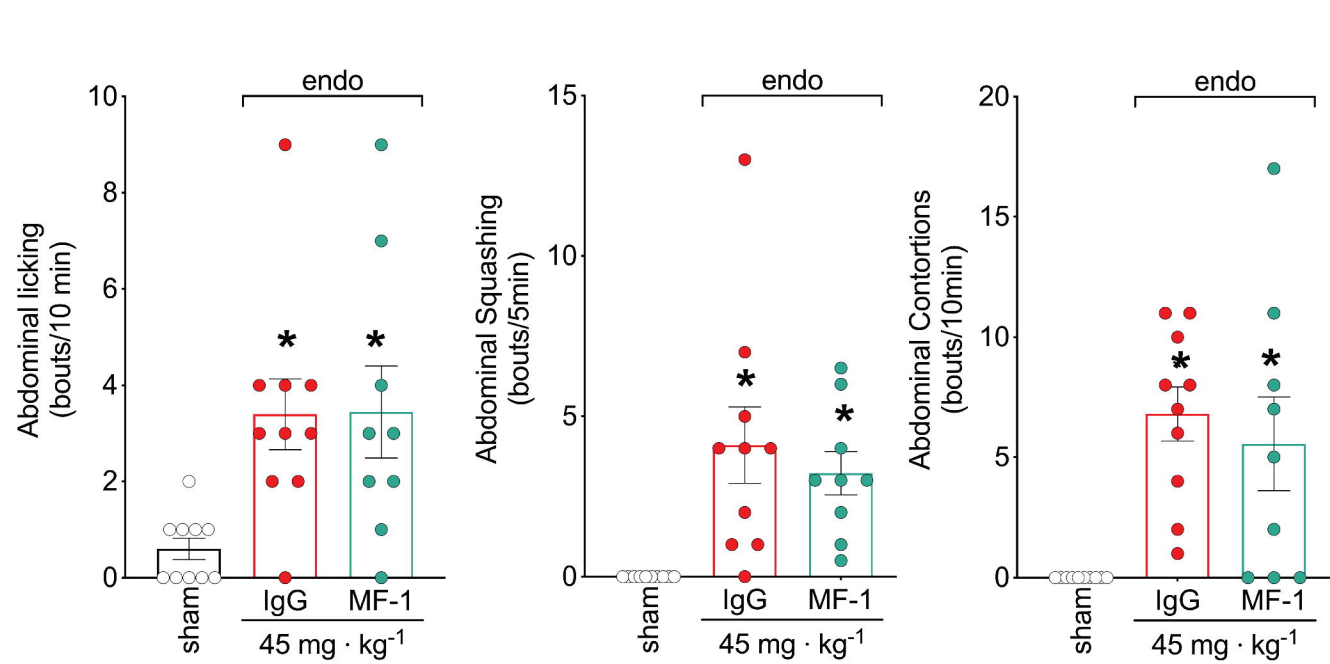 endo
10
8
6
4
2
0
Abdominal licking
(bouts/10 min)
*
*
sham
IgG
MF-1
45 mg · kg⁻¹
endo
15
10
5
0
Abdominal Squashing
(bouts/5min)
*
*
sham
IgG
MF-1
45 mg · kg⁻¹
endo
20
15
10
5
0
Abdominal Contortions
(bouts/10min)
*
*
sham
IgG
MF-1
45 mg · kg⁻¹